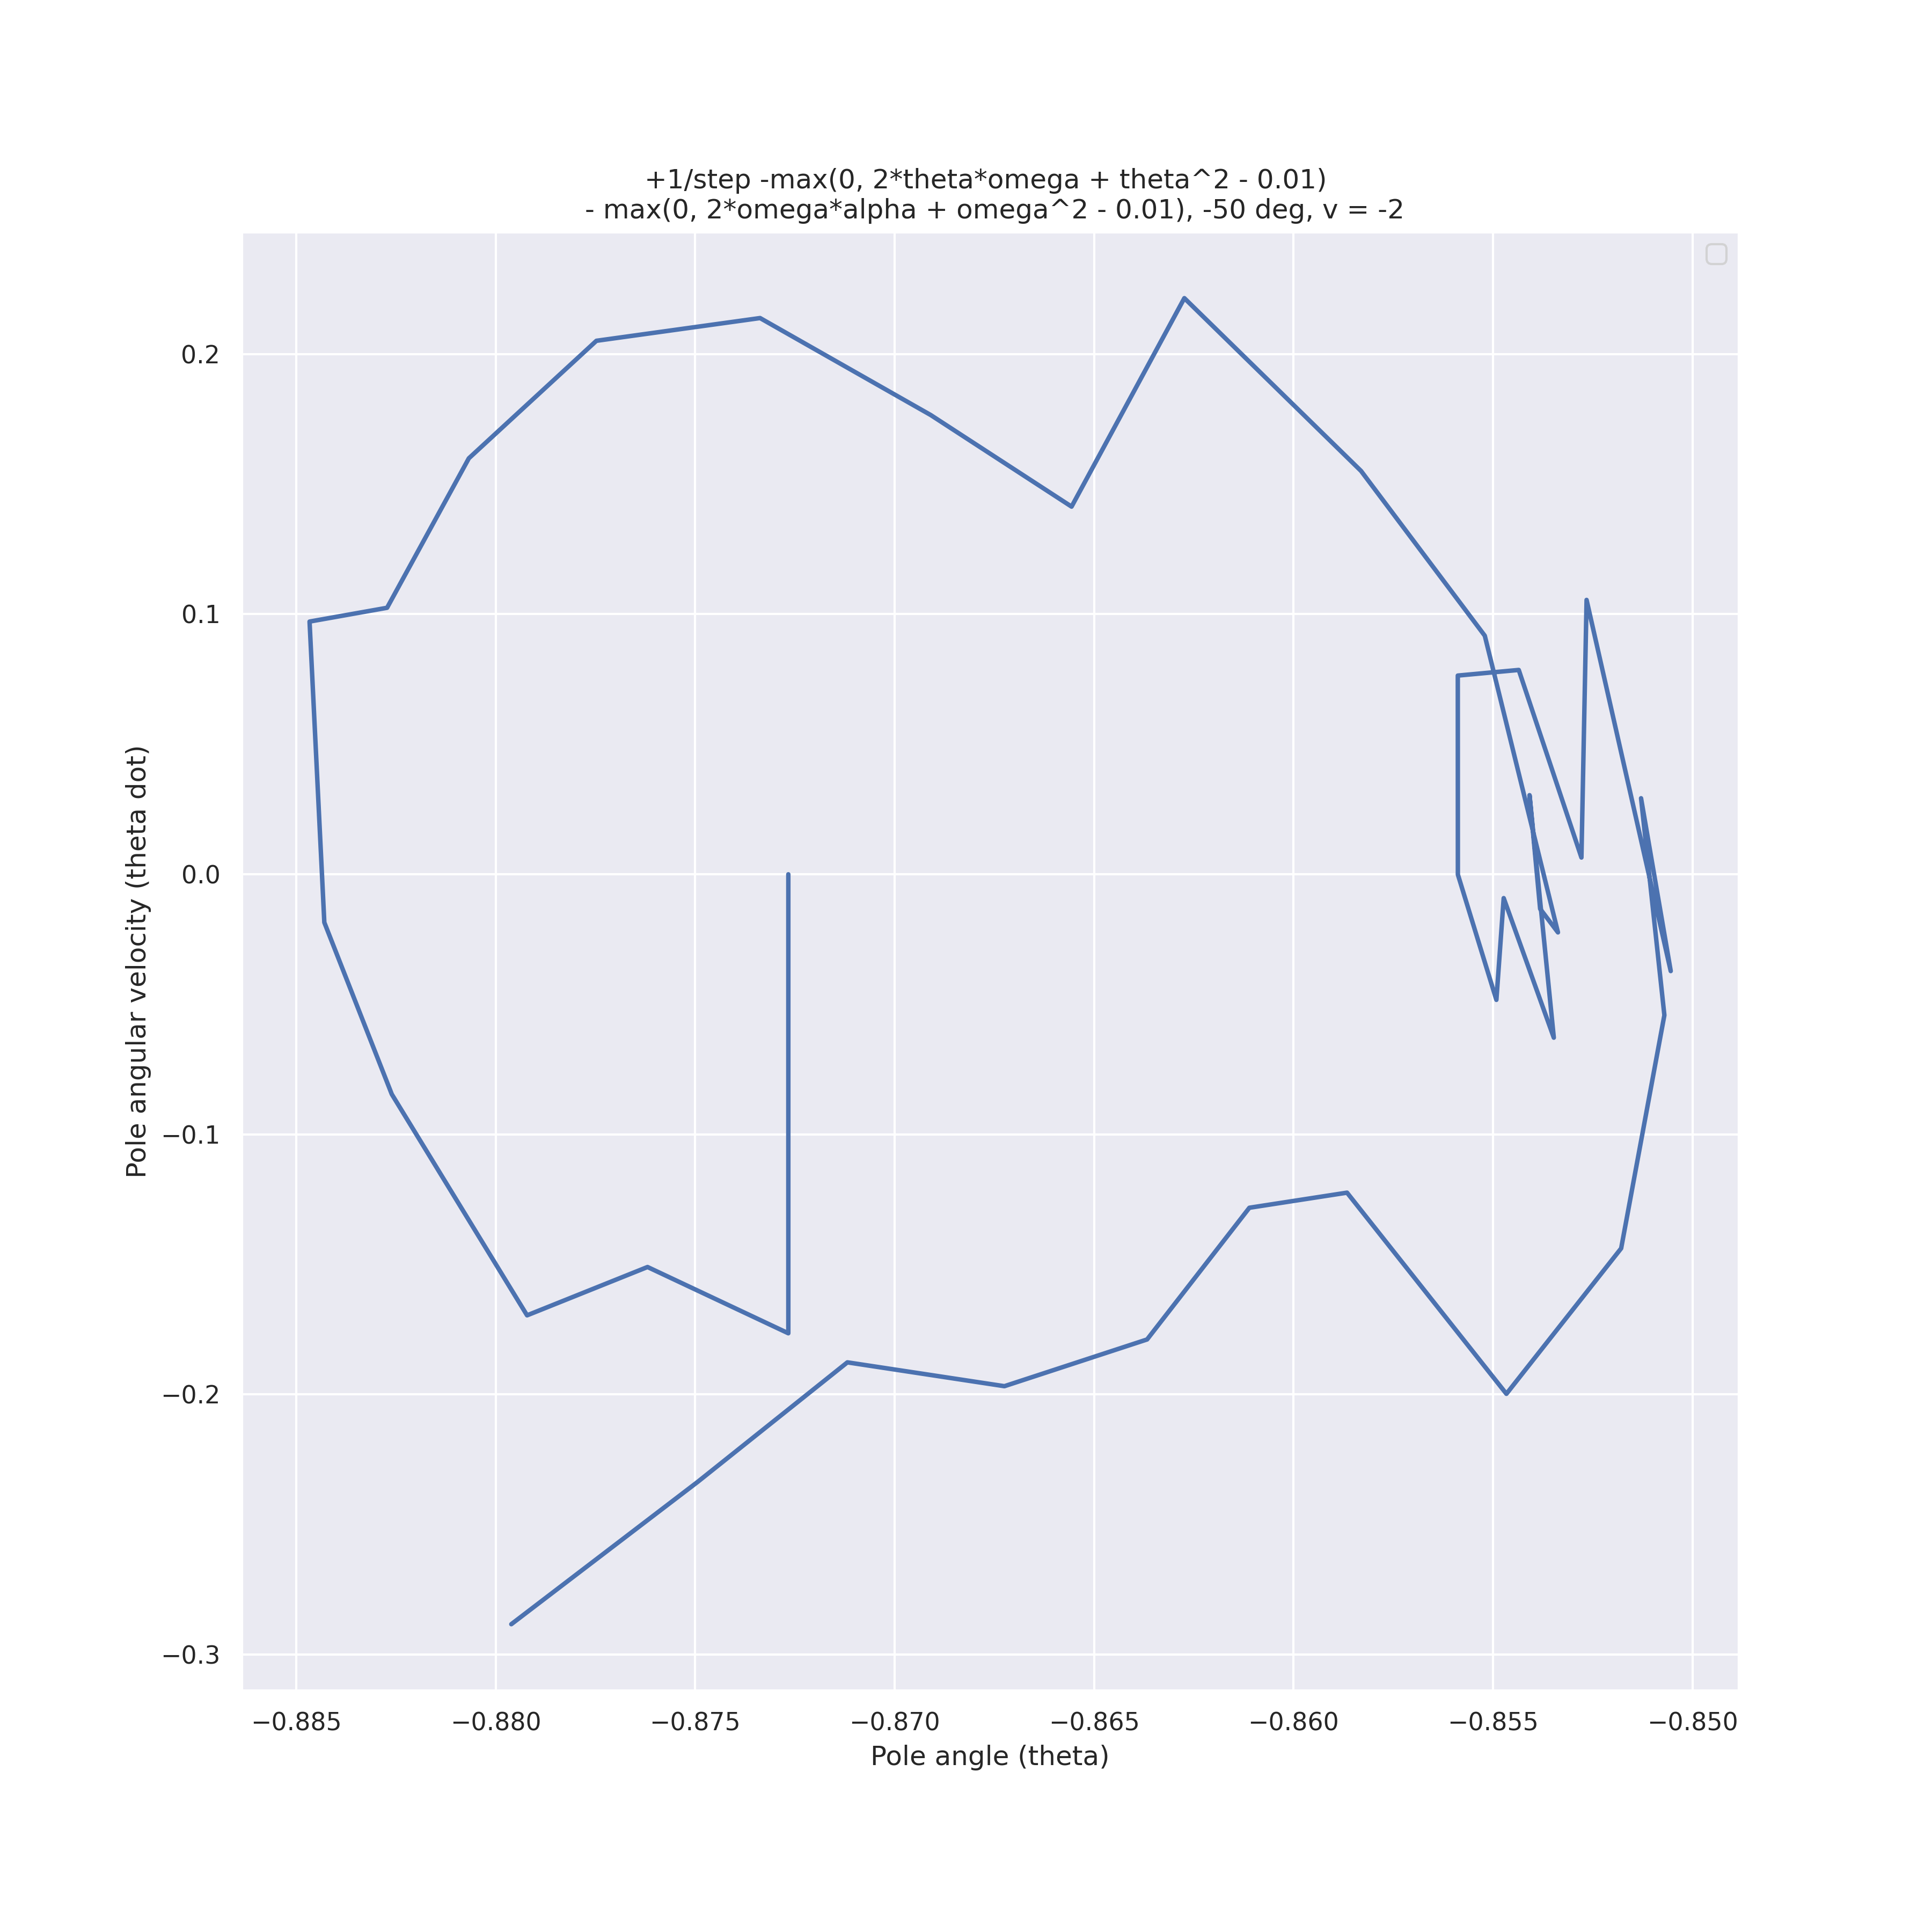 +1/step -max(0, 2*theta*omega + theta^2 - 0.01)
- max(0, 2*omega*alpha + omega^2 - 0.01), -50 deg, v = -2
0.2
0.1
0.0
−0.1
−0.2
−0.3
Pole angular velocity (theta dot)
−0.885 −0.880 −0.875 −0.870 −0.865 −0.860 −0.855 −0.850
Pole angle (theta)